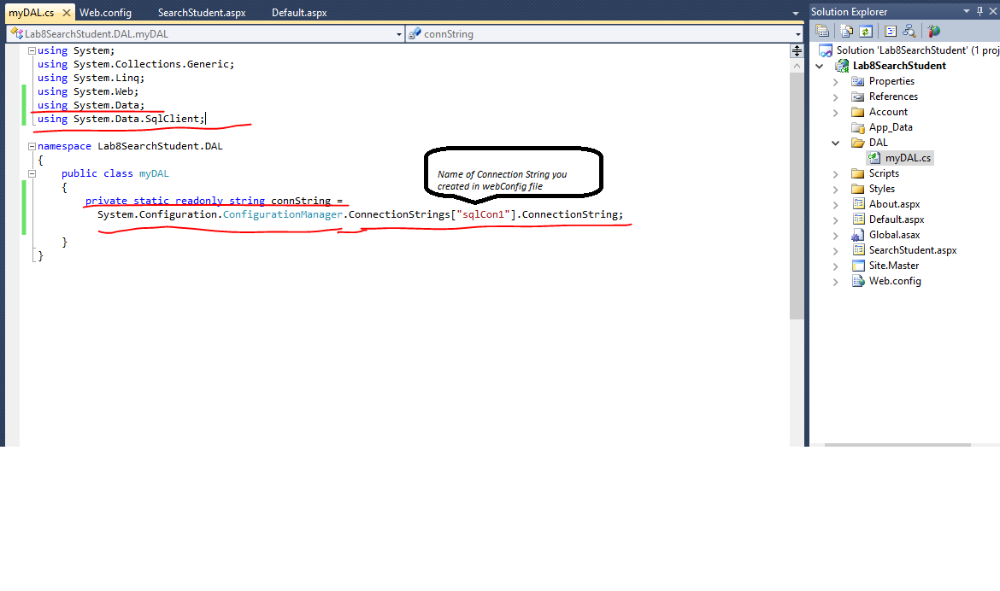 myDAL.cs Web.config SearchStudent.aspx Default.aspx
Lab8SearchStudent.DAL.myDAL connString
using System;
using System.Collections.Generic;
using System.Linq;
using System.Web;
using System.Data;
using System.Data.SqlClient;
namespace Lab8SearchStudent.DAL
{
public class myDAL
{
Name of Connection String you
created in webConfig file
private static readonly string connString =
System.Configuration.ConfigurationManager.ConnectionStrings["sqlCon1"].ConnectionString;
}
}
Solution Explorer
Solution 'Lab8SearchStudent' (1 proj
Lab8SearchStudent
Properties
References
Account
App_Data
DAL
myDAL.cs
Scripts
Styles
About.aspx
Default.aspx
Global.asax
SearchStudent.aspx
Site.Master
Web.config